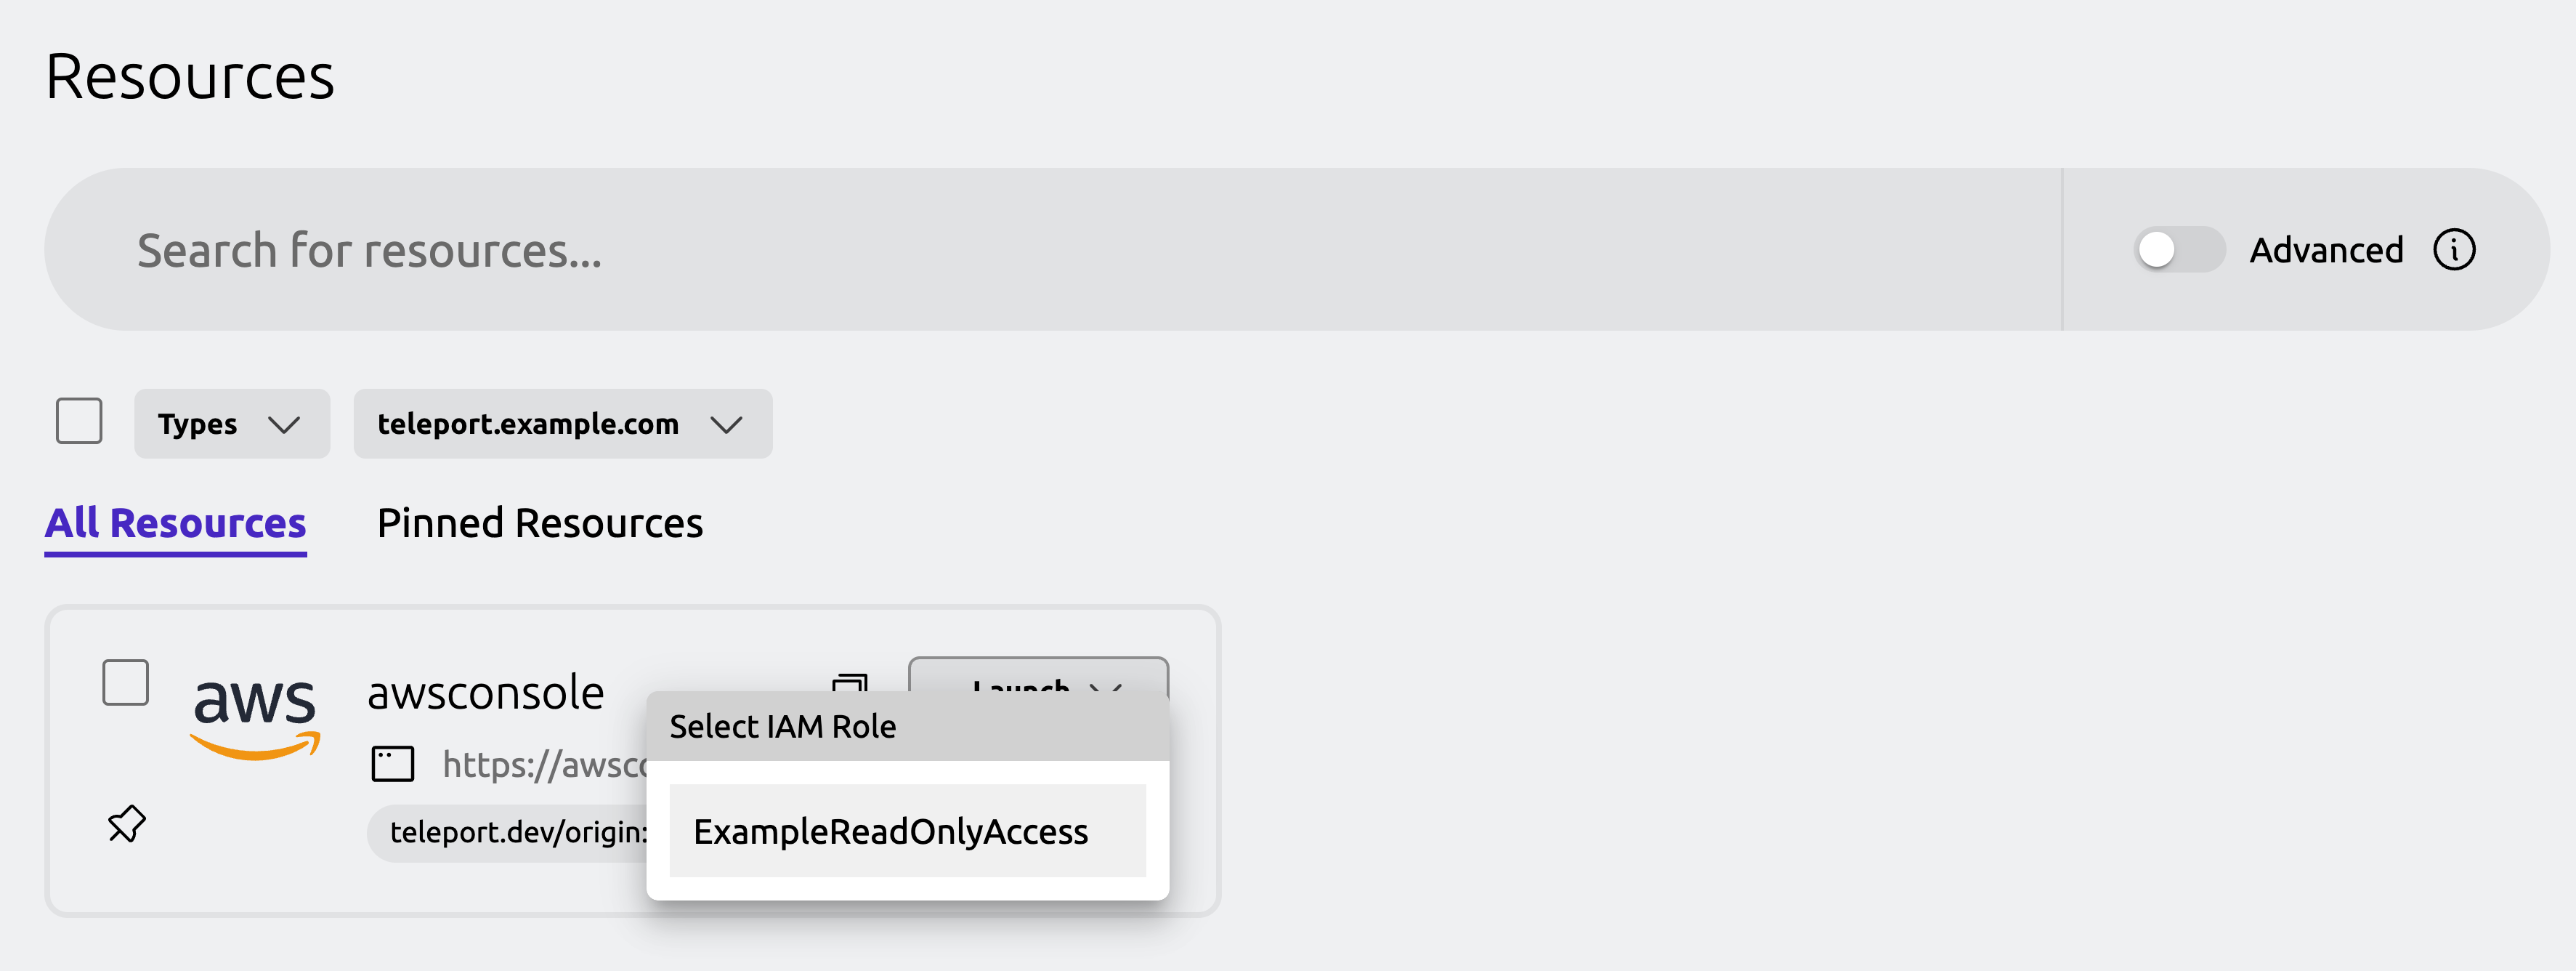 Resources
Search for resources...
Advanced
Types
teleport.example.com
All Resources
Pinned Resources
aws
awsconsole
Launch
Select IAM Role
https://awsc
teleport.dev/origin:
ExampleReadOnlyAccess